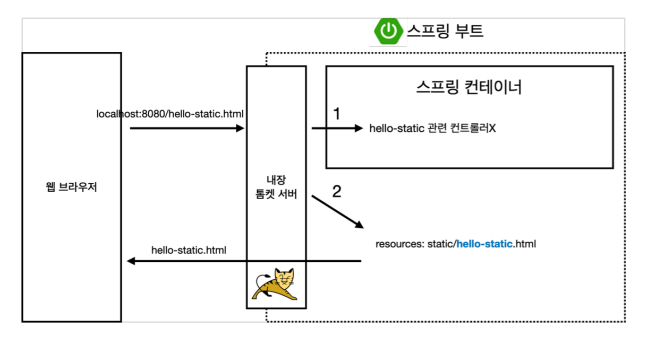 스프링 부트
스프링 컨테이너
localhost:8080/hello-static.html
1
hello-static 관련 컨트롤러X
웹 브라우저
내장
톰켓 서버
2
resources: static/hello-static.html
hello-static.html